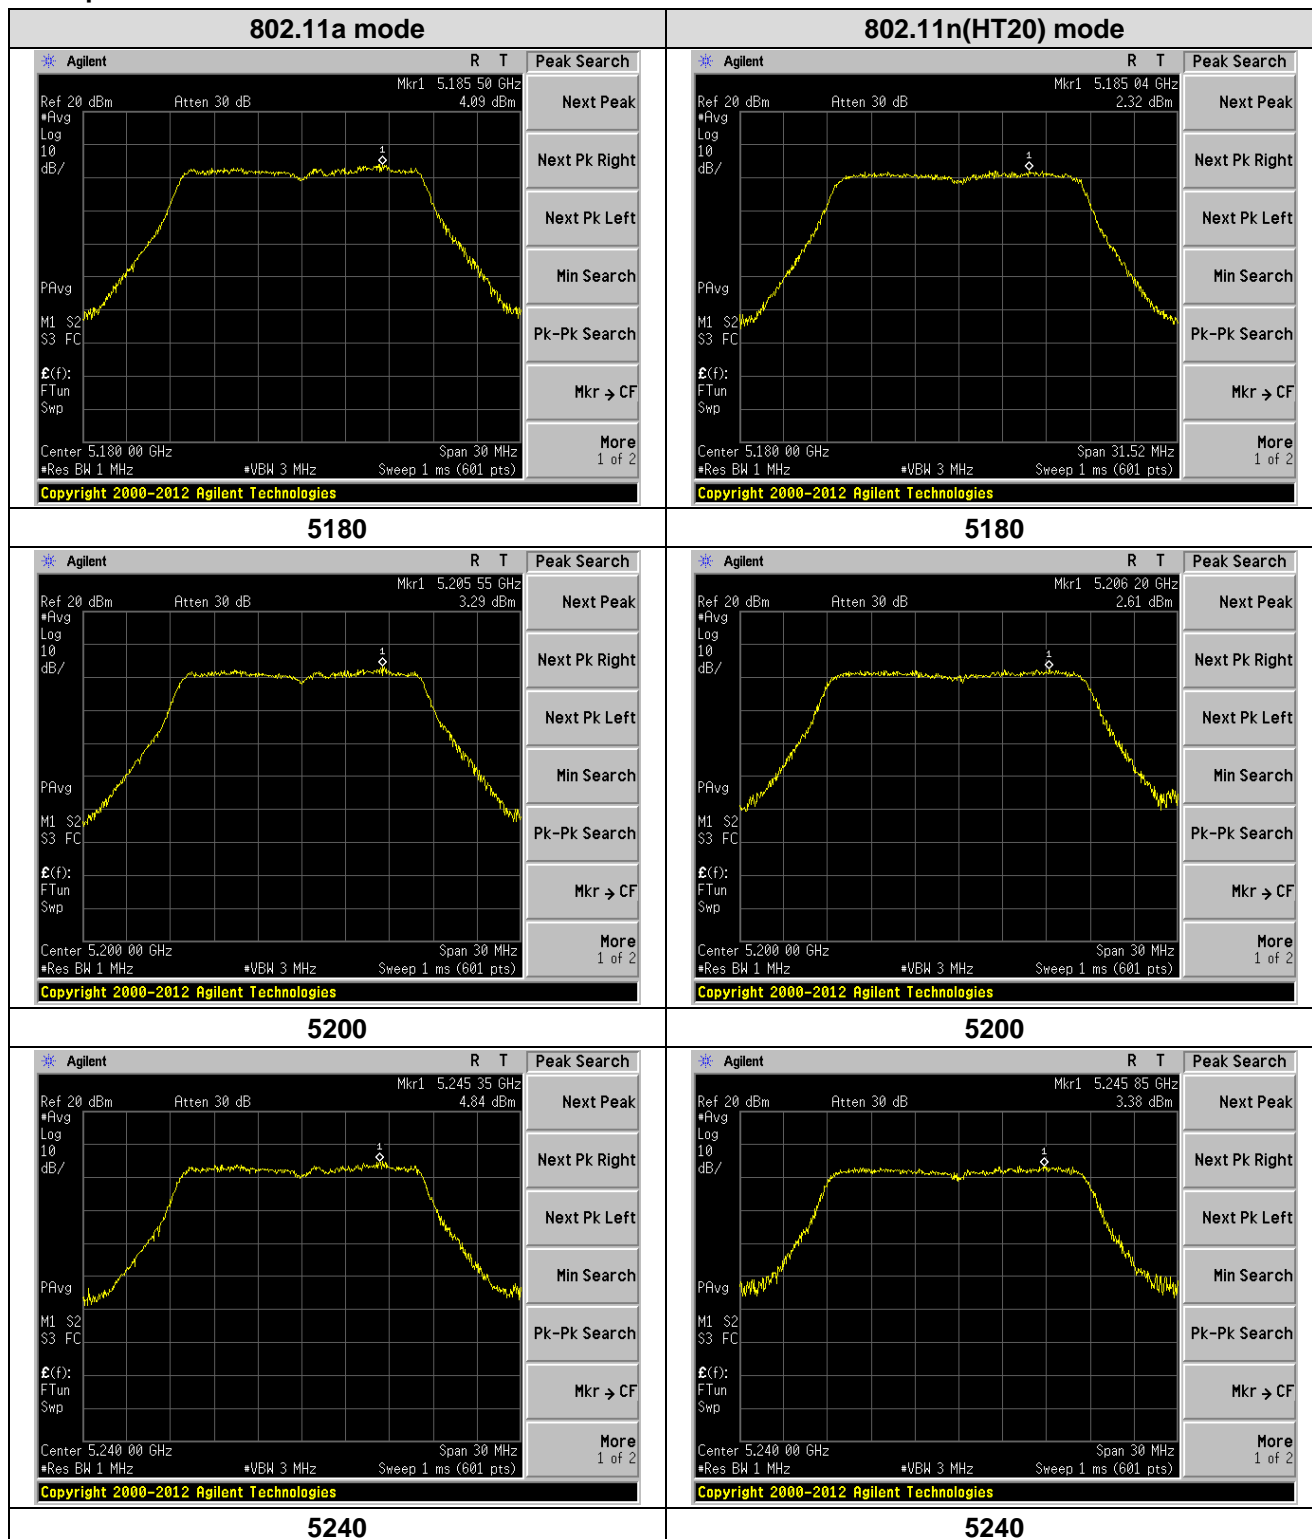 802.11a mode 802.11n(HT20) mode
Agilent R T Peak Search
Mkr1 5.185 50 GHz
Ref 20 dBm Atten 30 dB 4.09 dBm
#Avg
Log
10
dB/
1
PAvg
M1 S2
S3 FC
£(f):
FTun
Swp
Center 5.180 00 GHz Span 30 MHz
#Res BW 1 MHz #VBW 3 MHz Sweep 1 ms (601 pts)
Copyright 2000-2012 Agilent Technologies
Next Peak
Next Pk Right
Next Pk Left
Min Search
Pk-Pk Search
Mkr → CF
More
1 of 2
Agilent R T Peak Search
Mkr1 5.185 04 GHz
Ref 20 dBm Atten 30 dB 2.32 dBm
#Avg
Log
10
dB/
1
PAvg
M1 S2
S3 FC
£(f):
FTun
Swp
Center 5.180 00 GHz Span 31.52 MHz
#Res BW 1 MHz #VBW 3 MHz Sweep 1 ms (601 pts)
Copyright 2000-2012 Agilent Technologies
Next Peak
Next Pk Right
Next Pk Left
Min Search
Pk-Pk Search
Mkr → CF
More
1 of 2
5180 5180
Agilent R T Peak Search
Mkr1 5.205 55 GHz
Ref 20 dBm Atten 30 dB 3.29 dBm
#Avg
Log
10
dB/
1
PAvg
M1 S2
S3 FC
£(f):
FTun
Swp
Center 5.200 00 GHz Span 30 MHz
#Res BW 1 MHz #VBW 3 MHz Sweep 1 ms (601 pts)
Copyright 2000-2012 Agilent Technologies
Next Peak
Next Pk Right
Next Pk Left
Min Search
Pk-Pk Search
Mkr → CF
More
1 of 2
Agilent R T Peak Search
Mkr1 5.206 20 GHz
Ref 20 dBm Atten 30 dB 2.61 dBm
#Avg
Log
10
dB/
1
PAvg
M1 S2
S3 FC
£(f):
FTun
Swp
Center 5.200 00 GHz Span 30 MHz
#Res BW 1 MHz #VBW 3 MHz Sweep 1 ms (601 pts)
Copyright 2000-2012 Agilent Technologies
Next Peak
Next Pk Right
Next Pk Left
Min Search
Pk-Pk Search
Mkr → CF
More
1 of 2
5200 5200
Agilent R T Peak Search
Mkr1 5.245 35 GHz
Ref 20 dBm Atten 30 dB 4.84 dBm
#Avg
Log
10
dB/
1
PAvg
M1 S2
S3 FC
£(f):
FTun
Swp
Center 5.240 00 GHz Span 30 MHz
#Res BW 1 MHz #VBW 3 MHz Sweep 1 ms (601 pts)
Copyright 2000-2012 Agilent Technologies
Next Peak
Next Pk Right
Next Pk Left
Min Search
Pk-Pk Search
Mkr → CF
More
1 of 2
Agilent R T Peak Search
Mkr1 5.245 85 GHz
Ref 20 dBm Atten 30 dB 3.38 dBm
#Avg
Log
10
dB/
1
PAvg
M1 S2
S3 FC
£(f):
FTun
Swp
Center 5.240 00 GHz Span 30 MHz
#Res BW 1 MHz #VBW 3 MHz Sweep 1 ms (601 pts)
Copyright 2000-2012 Agilent Technologies
Next Peak
Next Pk Right
Next Pk Left
Min Search
Pk-Pk Search
Mkr → CF
More
1 of 2
5240 5240